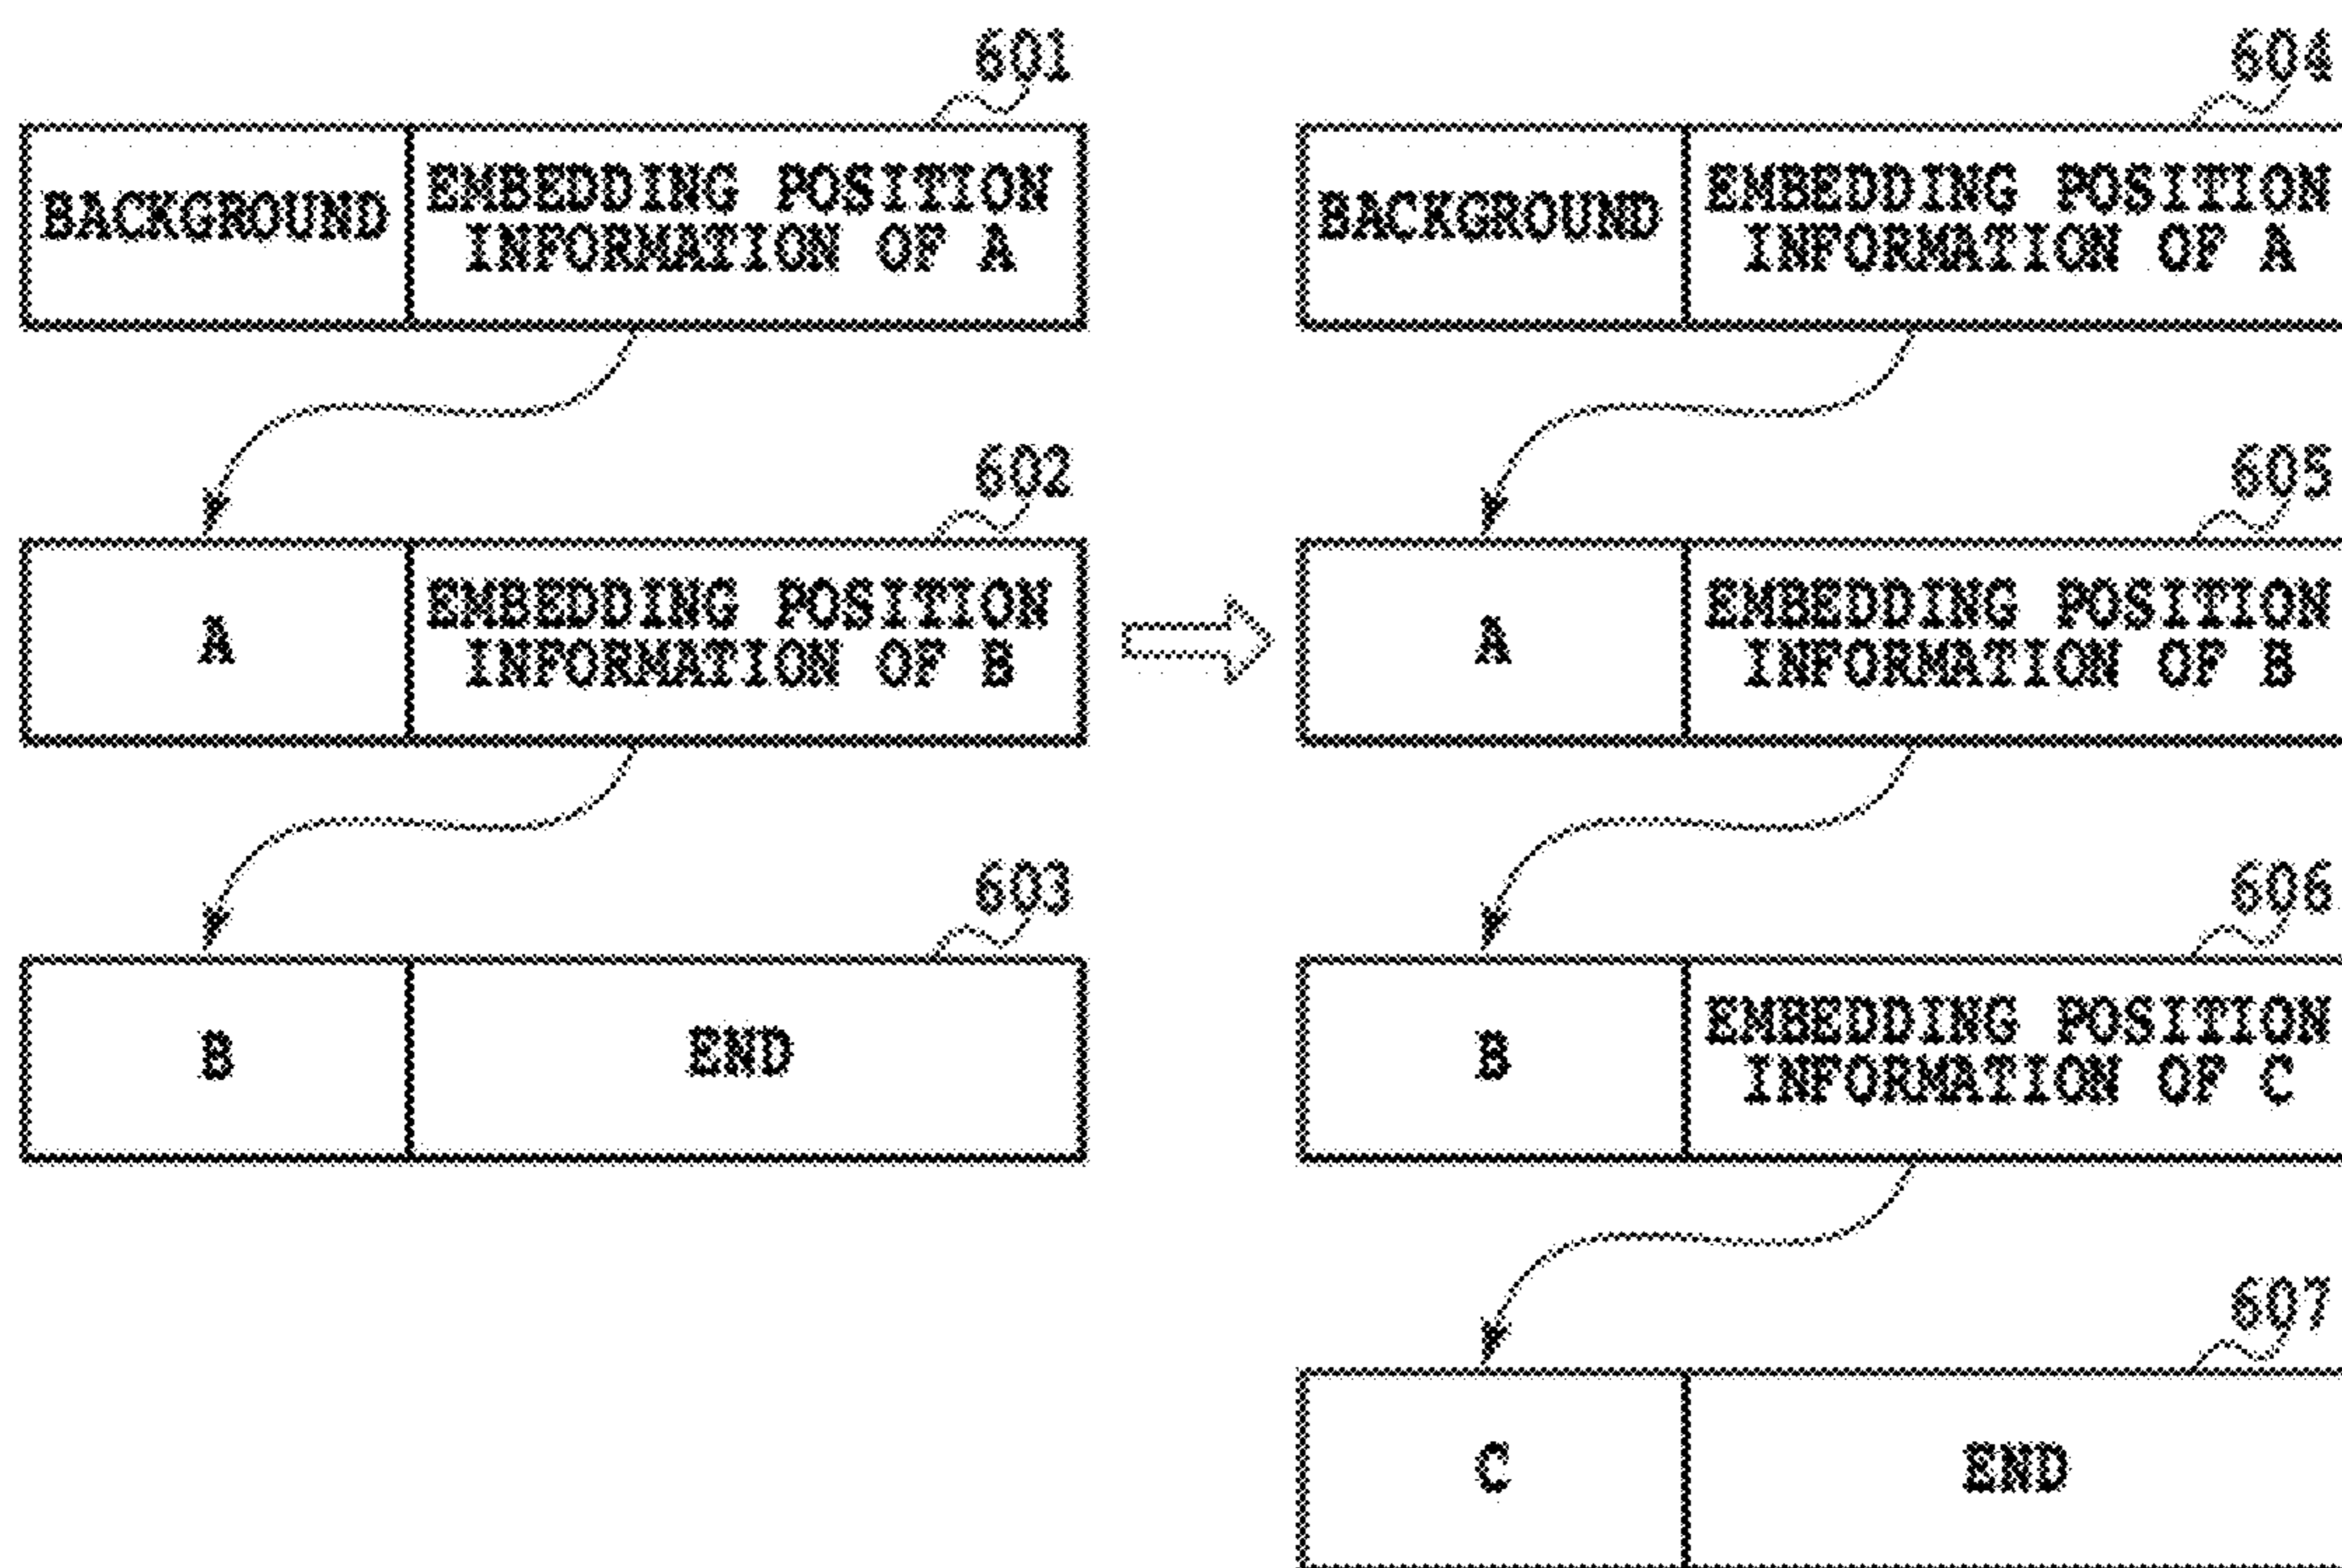 601
BACKGROUND
EMBEDDING POSITION
INFORMATION OF A
602
A
EMBEDDING POSITION
INFORMATION OF B
603
B
END
604
BACKGROUND
EMBEDDING POSITION
INFORMATION OF A
605
A
EMBEDDING POSITION
INFORMATION OF B
606
B
EMBEDDING POSITION
INFORMATION OF C
607
C
END